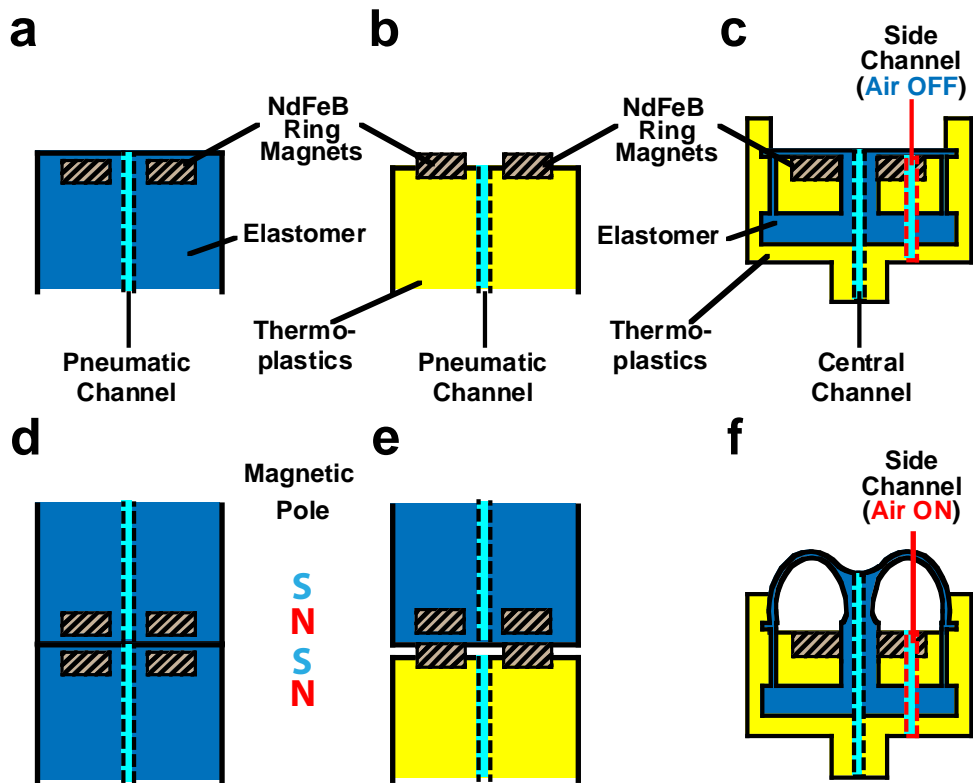 a
b
c
Side
Channel
(Air OFF)
NdFeB
Ring
Magnets
NdFeB
Ring
Magnets
Elastomer
Elastomer
Thermo-
plastics
Thermo-
plastics
Pneumatic
Channel
Pneumatic
Channel
Central
Channel
d
e
f
Magnetic
Pole
S
N
S
N
Side
Channel
(Air ON)